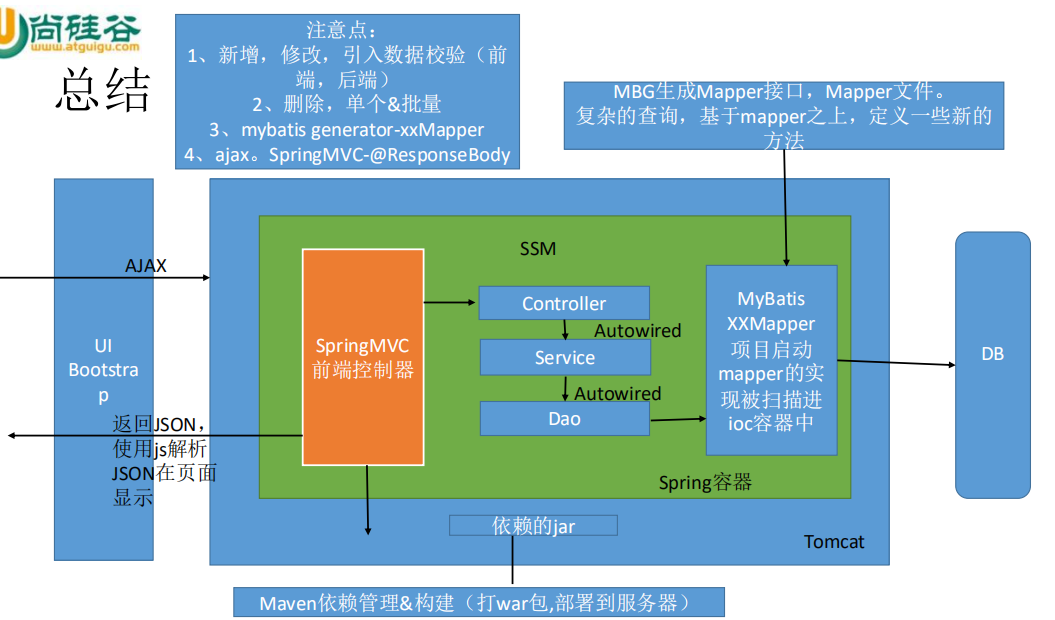 尚硅谷
www.atguigu.com
总结
注意点：
1、新增，修改，引入数据校验（前
端，后端）
2、删除，单个&批量
3、mybatis generator-xxMapper
4、ajax。SpringMVC-@ResponseBody
MBG生成Mapper接口，Mapper文件。
复杂的查询，基于mapper之上，定义一些新的
方法
AJAX
UI
Bootstra
p
返回JSON，
使用js解析
JSON在页面
显示
SSM
SpringMVC
前端控制器
Controller
Autowired
Service
Autowired
Dao
MyBatis
XXMapper
项目启动
mapper的实
现被扫描进
ioc容器中
Spring容器
DB
依赖的jar
Tomcat
Maven依赖管理&构建（打war包,部署到服务器）